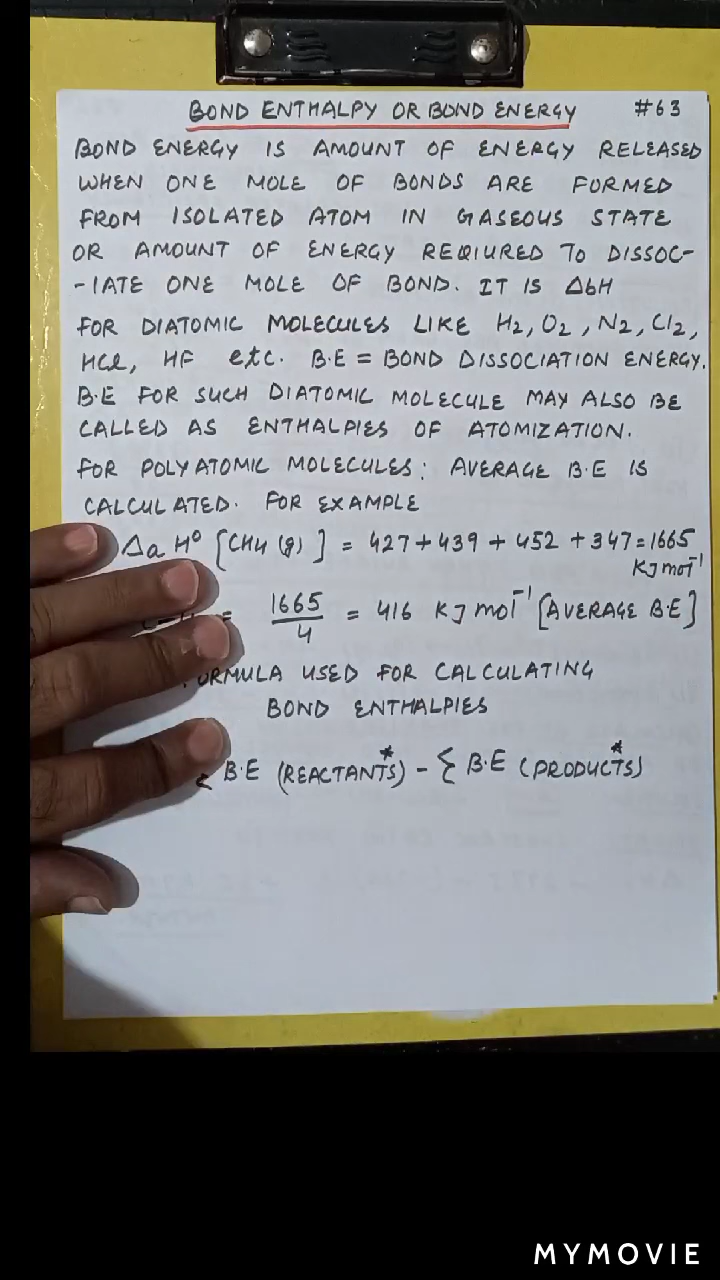 BOND ENTHALPY OR BOND ENERGY #63
BOND ENERGY IS AMOUNT OF ENERGY RELEASED
WHEN ONE MOLE OF BONDS ARE FORMED
FROM ISOLATED ATOM IN GASEOUS STATE
OR AMOUNT OF ENERGY REQIURED TO DISSOC-
-IATE ONE MOLE OF BOND. IT IS ΔbH
FOR DIATOMIC MOLECULES LIKE H2, O2, N2, Cl2,
HCl, HF etc. B.E = BOND DISSOCIATION ENERGY.
B.E FOR SUCH DIATOMIC MOLECULE MAY ALSO BE
CALLED AS ENTHALPIES OF ATOMIZATION.
FOR POLYATOMIC MOLECULES: AVERAGE B.E IS
CALCULATED. FOR EXAMPLE
ΔaH° [CH4 (g)] = 427+439 + 452 +347=1665
KJ mol⁻¹
= 1665/4 = 416 KJ mol⁻¹ [AVERAGE B.E]
USED FOR CALCULATING
BOND ENTHALPIES
Σ B.E (REACTANTS*) - Σ B.E (PRODUCTS*)
MYMOVIE